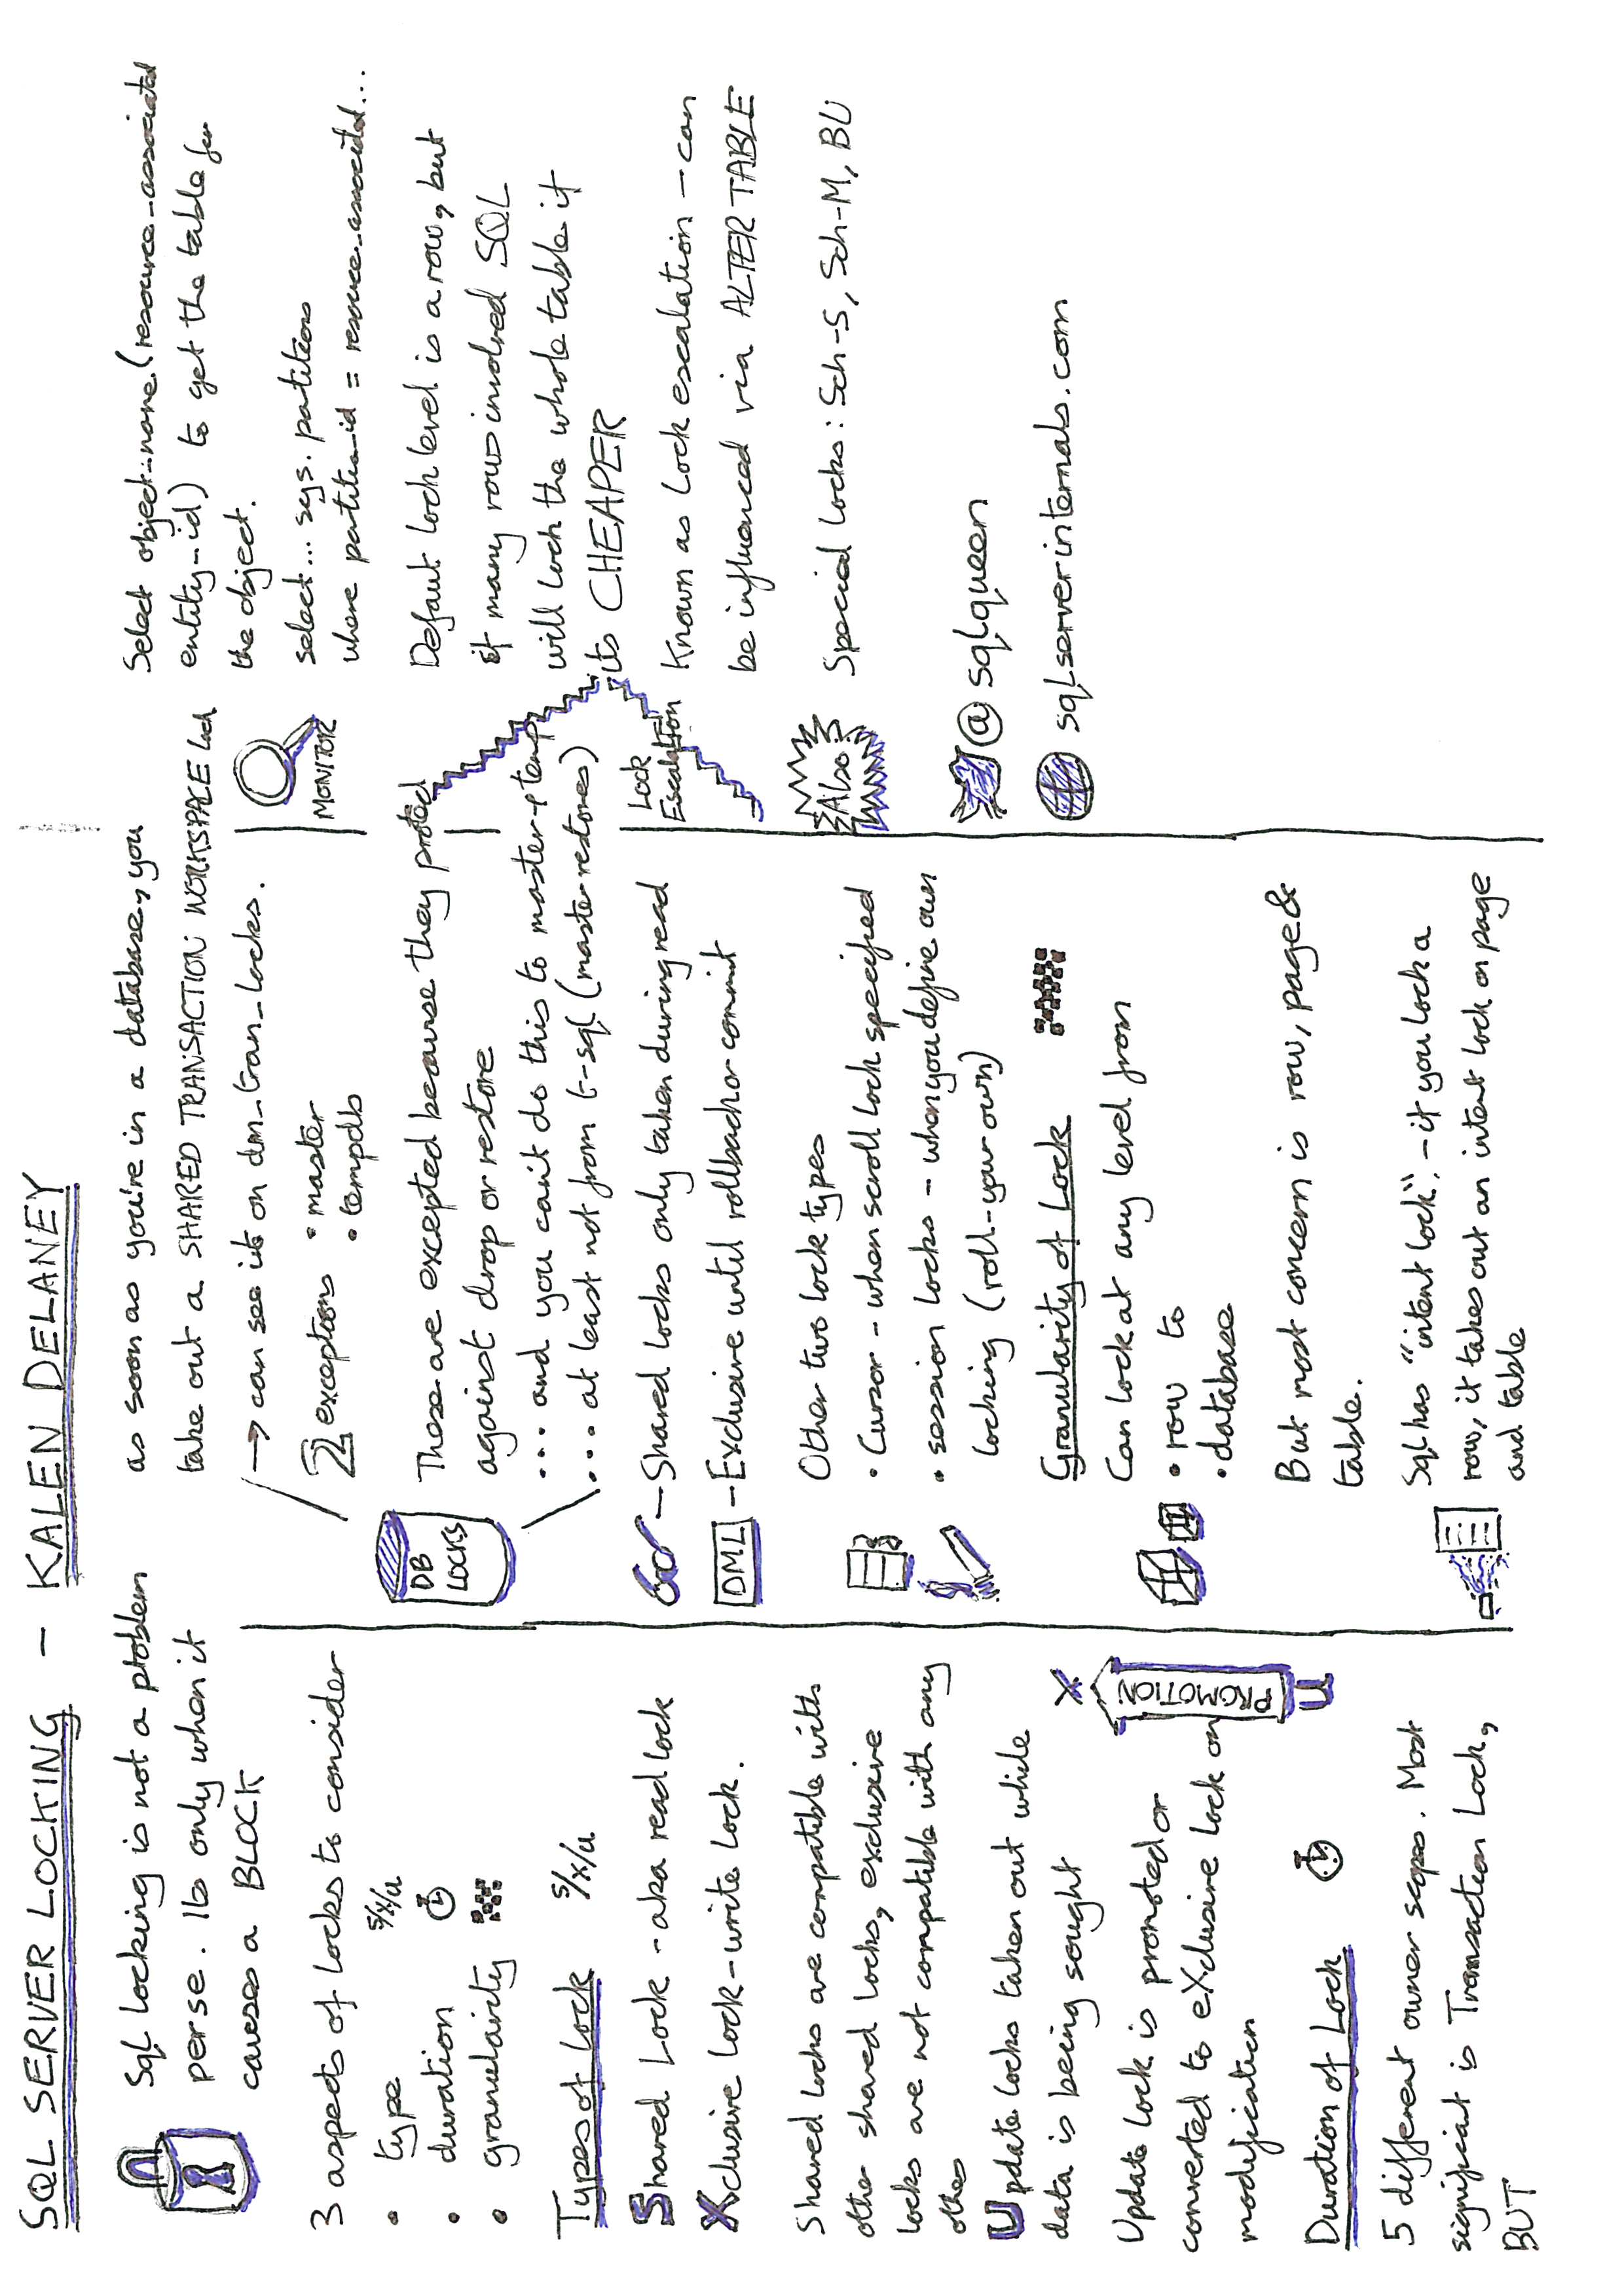 SQL SERVER LOCKING - KALEN DELANEY
Sql locking is not a problem
per se. Its only when it
causes a BLOCK
3 aspects of locks to consider
• type S/X/U
• duration
• granularity
Types of lock S/X/U
Shared Lock - aka read lock
Xclusive lock - write lock.
Shared locks are compatible with
other shared locks, exclusive
locks are not compatible with any
other
Update locks taken out while
data is being sought
Update lock is promoted or
converted to eXclusive lock on
modification
X
PROMOTION
U
Duration of Lock
5 different owner scopes. Most
significant is Transaction Lock,
BUT
as soon as you're in a database, you
take out a SHARED TRANSACTION WORKSPACE lock
→ can see it on dm_tran_locks.
2 exceptions • master
• tempdb
DB
LOCKS
These are excepted because they protect
against drop or restore
... and you can't do this to master + temp
... at least not from t-sql (master restores)
- Shared locks only taken during read
DML - Exclusive until rollback or commit
Other two lock types
• Cursor - when scroll lock specified
• session locks - when you define own
locking (roll-your own)
Granularity of Lock
Can lock at any level from
• row to
• database
But most concern is row, page &
table.
Sql has "intent lock". - if you lock a
row, it takes out an intent lock on page
and table
MONITOR
Select object_name (resource_associated
entity_id) to get the table for
the object.
select... sys. partitions
where partition_id = resource_associated...
Lock
Escalation
Defaut lock level is a row, but
if many rows involved SQL
will lock the whole table if
its CHEAPER
Known as lock escalation - can
be influenced via ALTER TABLE
Also
Special locks: Sch-S, Sch-M, BU
@sqlqueen
sqlserverinternals.com